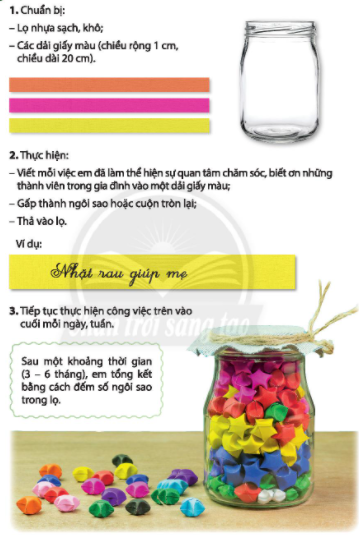 1. Chuẩn bị:
– Lọ nhựa sạch, khô;
– Các dải giấy màu (chiều rộng 1 cm,
chiều dài 20 cm).
2. Thực hiện:
– Viết mỗi việc em đã làm thể hiện sự quan tâm chăm sóc, biết ơn những
thành viên trong gia đình vào một dải giấy màu;
– Gấp thành ngôi sao hoặc cuộn tròn lại;
– Thả vào lọ.
Ví dụ:
Nhặt rau giúp mẹ
3. Tiếp tục thực hiện công việc trên vào
cuối mỗi ngày, tuần.
Chân trời sáng tạo
Sau một khoảng thời gian
(3 – 6 tháng), em tổng kết
bằng cách đếm số ngôi sao
trong lọ.